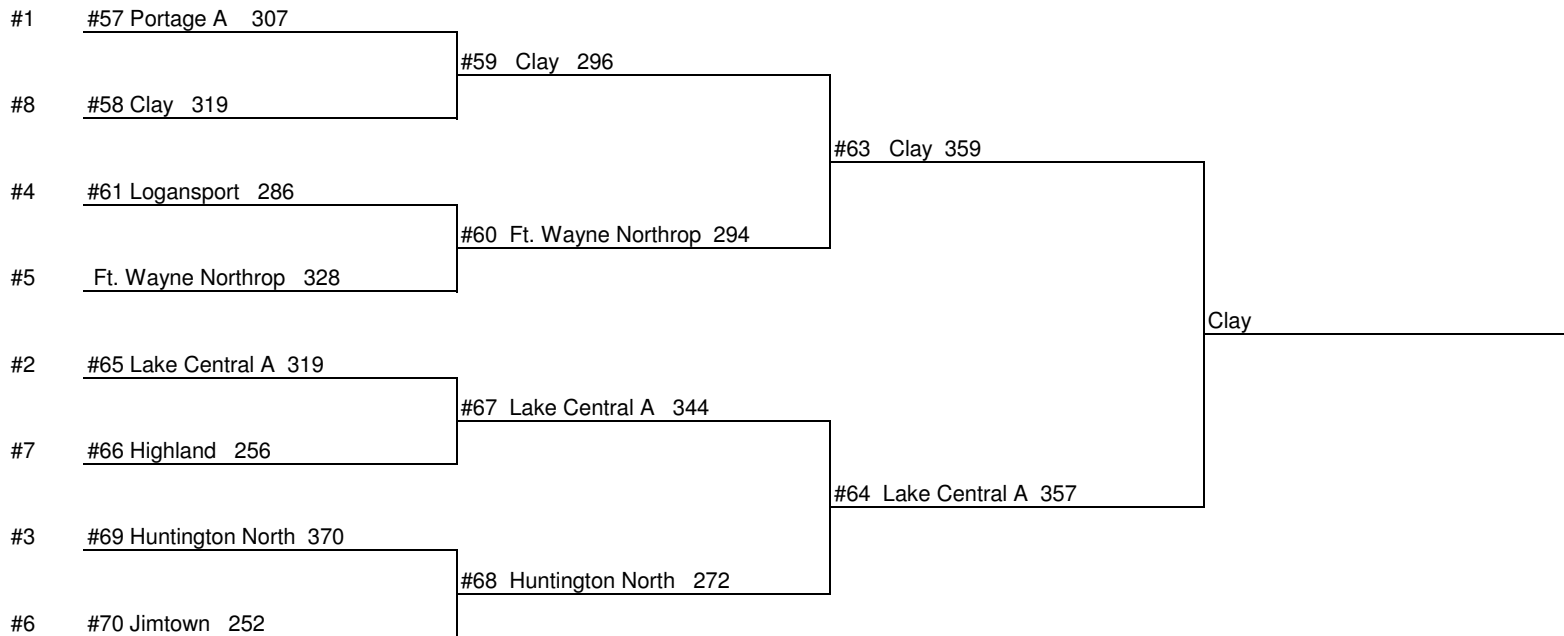 #1 #57 Portage A 307
#59 Clay 296
#8 #58 Clay 319
#63 Clay 359
#4 #61 Logansport 286
#60 Ft. Wayne Northrop 294
#5 Ft. Wayne Northrop 328
Clay
#2 #65 Lake Central A 319
#67 Lake Central A 344
#7 #66 Highland 256
#64 Lake Central A 357
#3 #69 Huntington North 370
#68 Huntington North 272
#6 #70 Jimtown 252